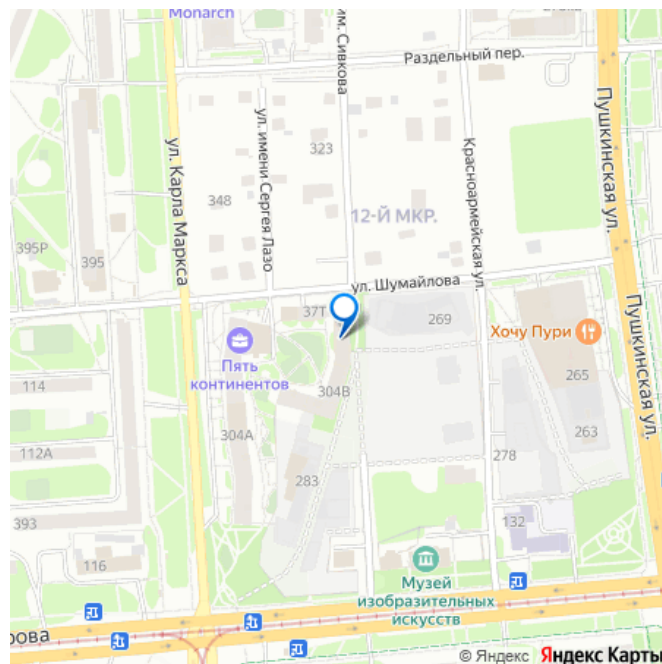 Monarch
Раздельный пер.
им. Сивкова
ул. имени Сергея Лазо
Пушкинская ул.
ул. Карла Маркса
323
Красноармейская ул.
348
12-Й МКР.
395Р
395
ул. Шумайлова
37Т
269
Хочу Пури
Пушкинская ул.
Пять
континентов
265
114
304В
304А
263
112А
278
283
393
132
116
Музей
изобразительных
искусств
рова
© Яндекс Яндекс Карты